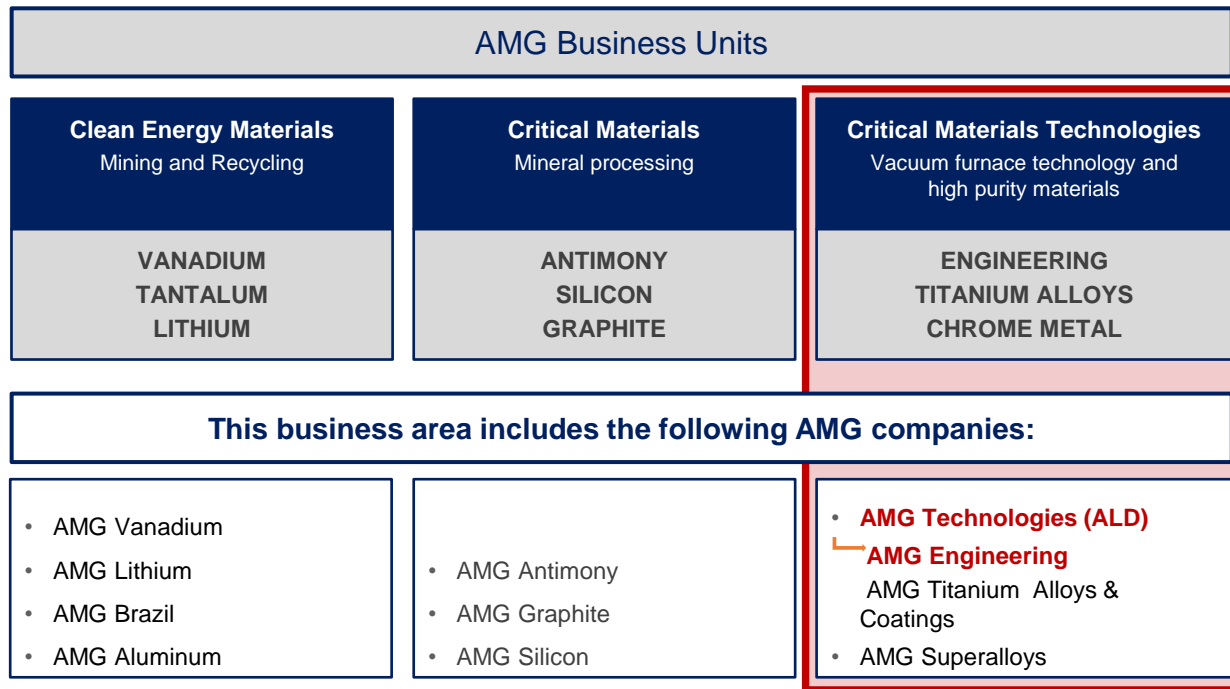 AMG Business Units
Clean Energy Materials
Mining and Recycling
VANADIUM
TANTALUM
LITHIUM
Critical Materials
Mineral processing
ANTIMONY
SILICON
GRAPHITE
Critical Materials Technologies
Vacuum furnace technology and
high purity materials
ENGINEERING
TITANIUM ALLOYS
CHROME METAL
This business area includes the following AMG companies:
• AMG Vanadium
• AMG Lithium
• AMG Brazil
• AMG Aluminum
• AMG Antimony
• AMG Graphite
• AMG Silicon
• AMG Technologies (ALD)
AMG Engineering
AMG Titanium Alloys &
Coatings
• AMG Superalloys